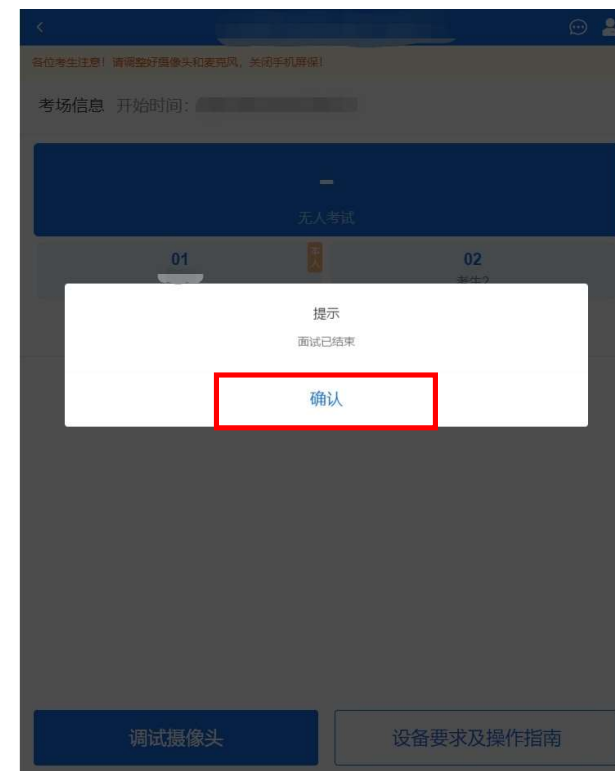 各位考生注意！请调整好摄像头和麦克风，关闭手机屏保！
考场信息 开始时间：
无人考试
01 本人 02
考生2
提示
面试已结束
确认
调试摄像头 设备要求及操作指南